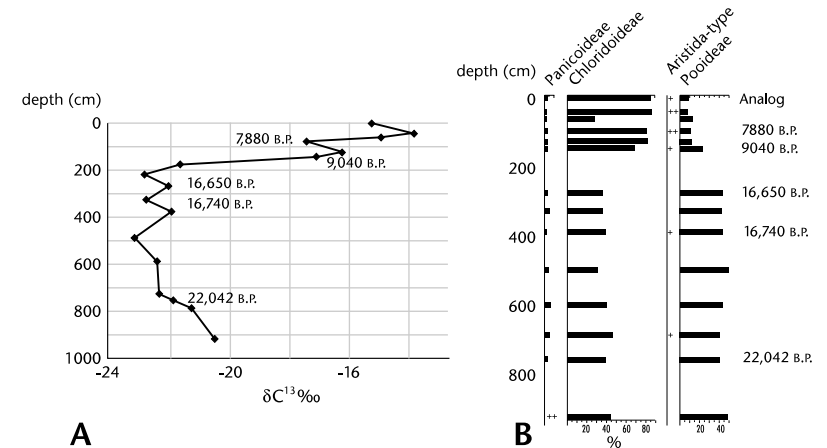 depth (cm)
0
200
400
600
800
1000
-24
-20
-16
δC¹³‰
7,880 B.P.
9,040 B.P.
16,650 B.P.
16,740 B.P.
22,042 B.P.
A
Panicoideae
Chloridoideae
Aristida-type
Pooideae
depth (cm)
0
200
400
600
800
+
++
++
+
+
+
++
Analog
7880 B.P.
9040 B.P.
16,650 B.P.
16,740 B.P.
22,042 B.P.
20 40 60 80
20 40
%
B